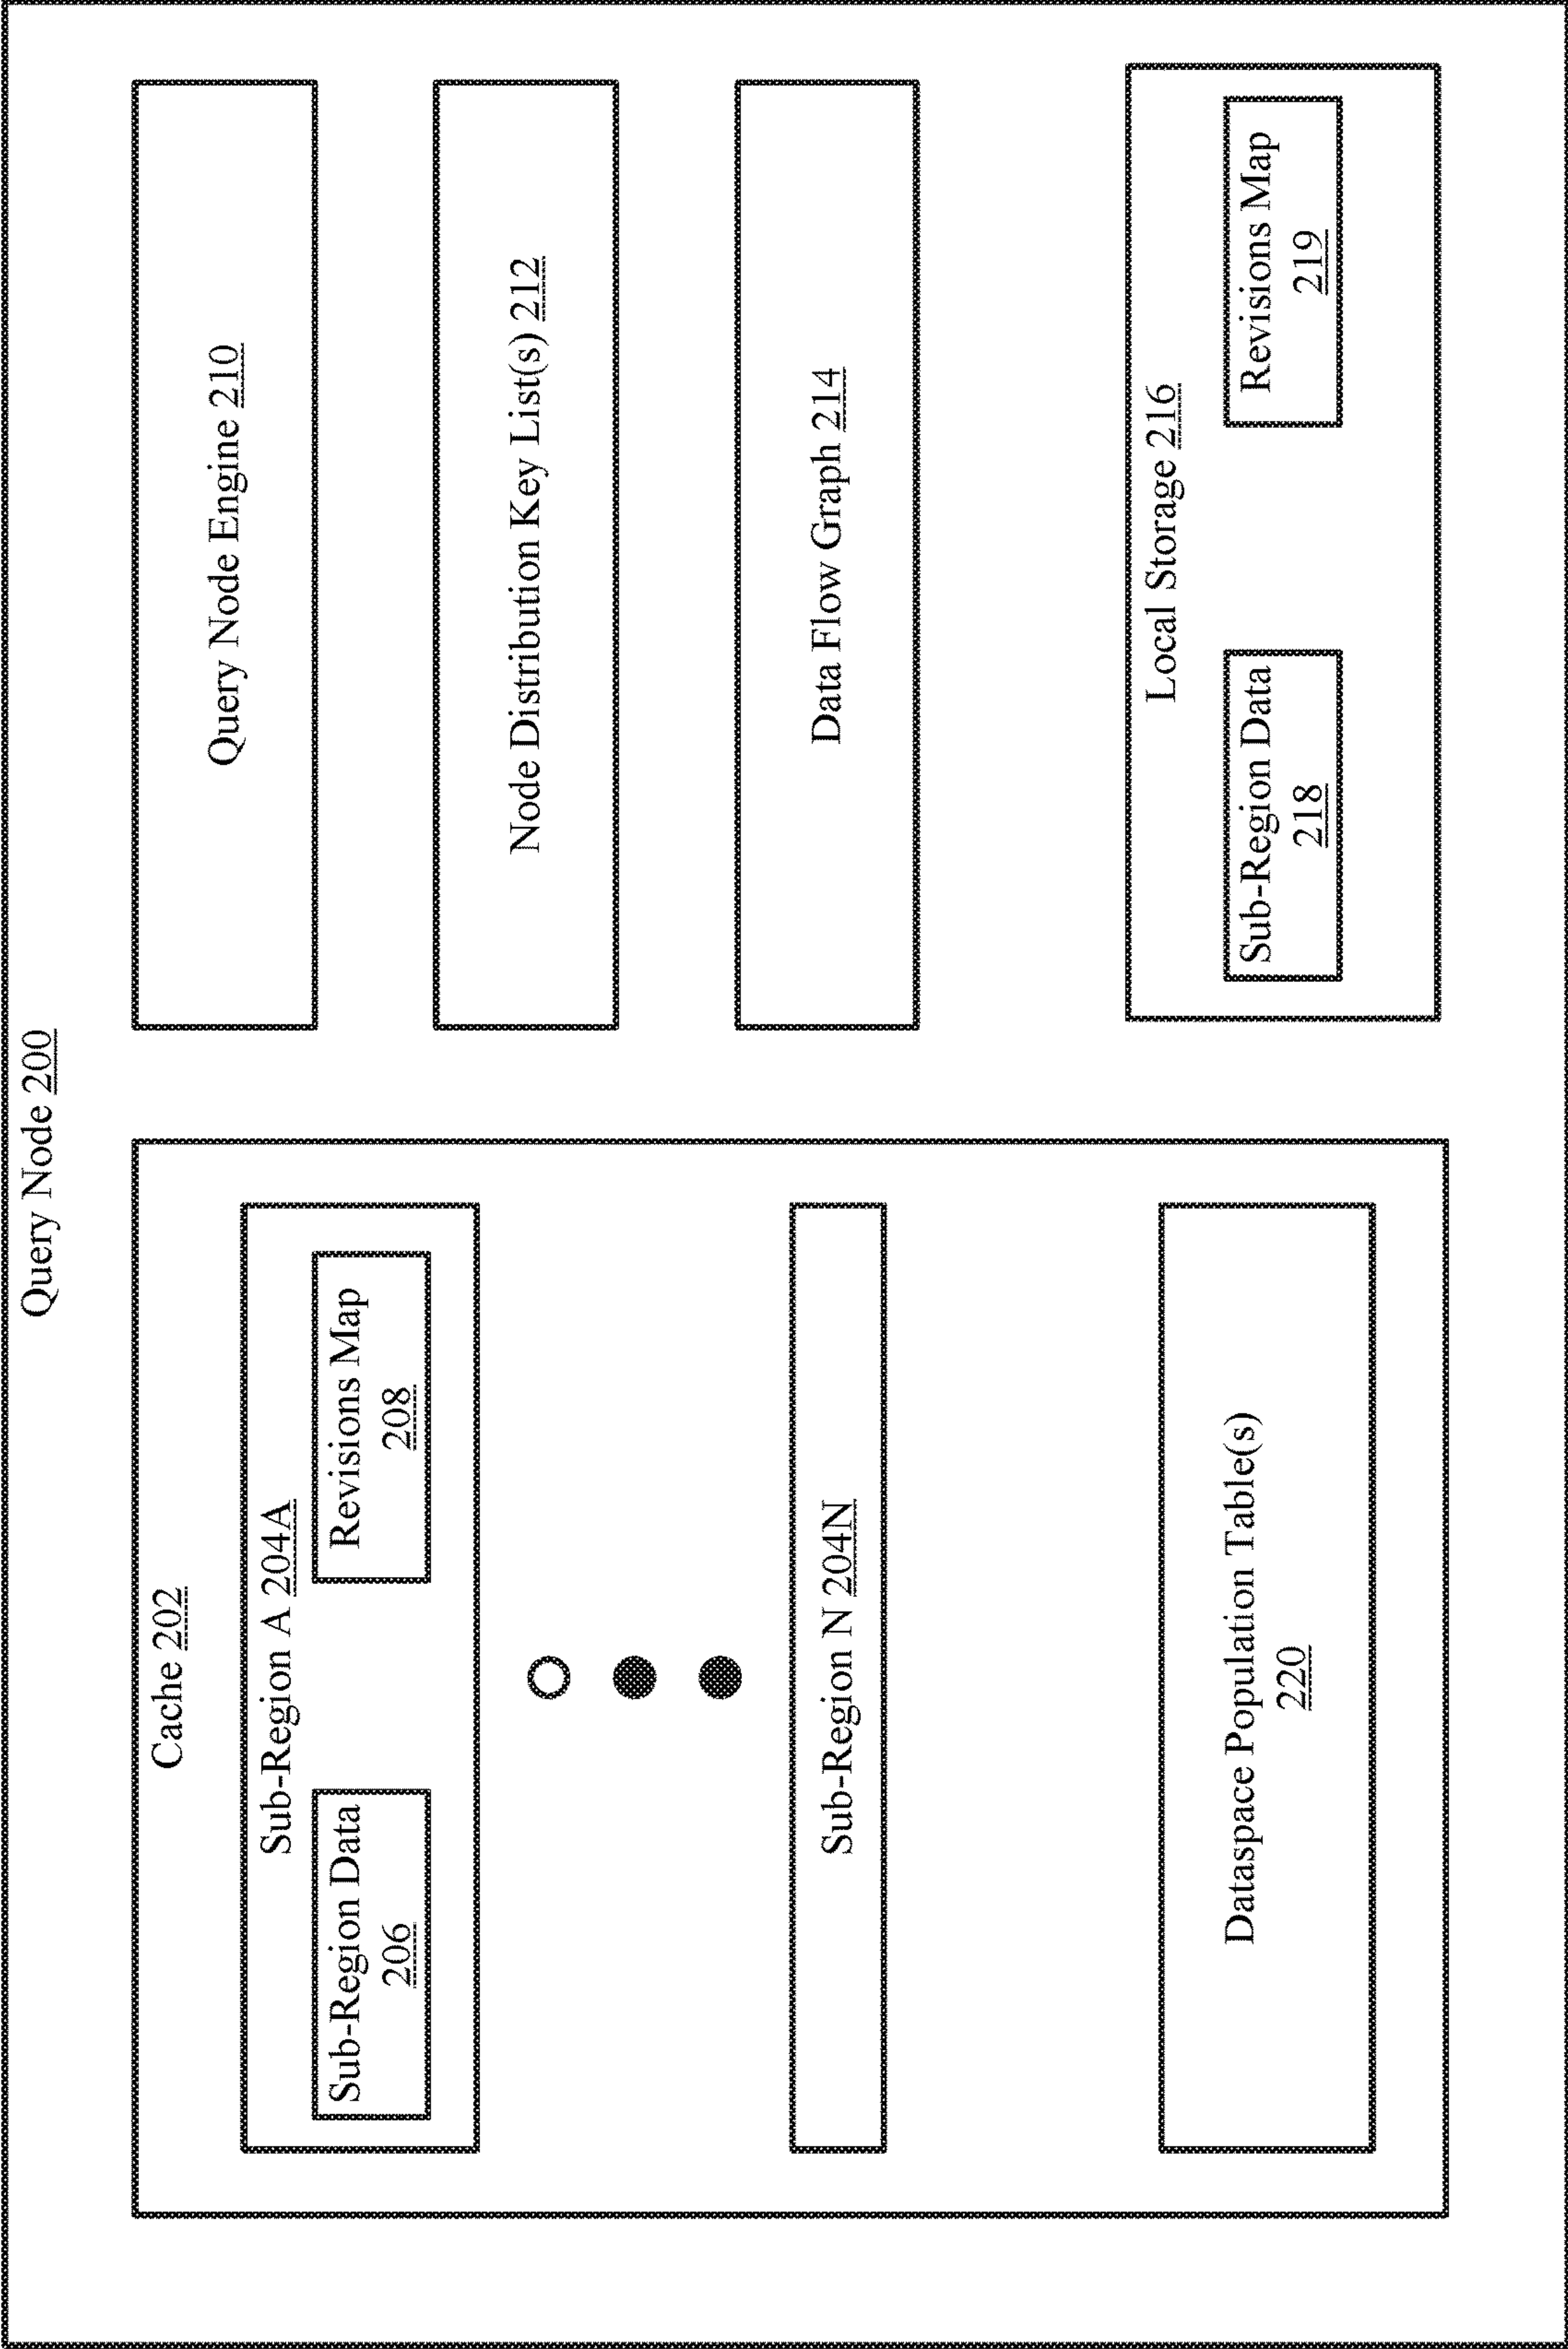 Query Node 200
Cache 202
Sub-Region A 204A
Sub-Region Data
206
Revisions Map
208
Sub-Region N 204N
Dataspace Population Table(s)
220
Query Node Engine 210
Node Distribution Key List(s) 212
Data Flow Graph 214
Local Storage 216
Sub-Region Data
218
Revisions Map
219